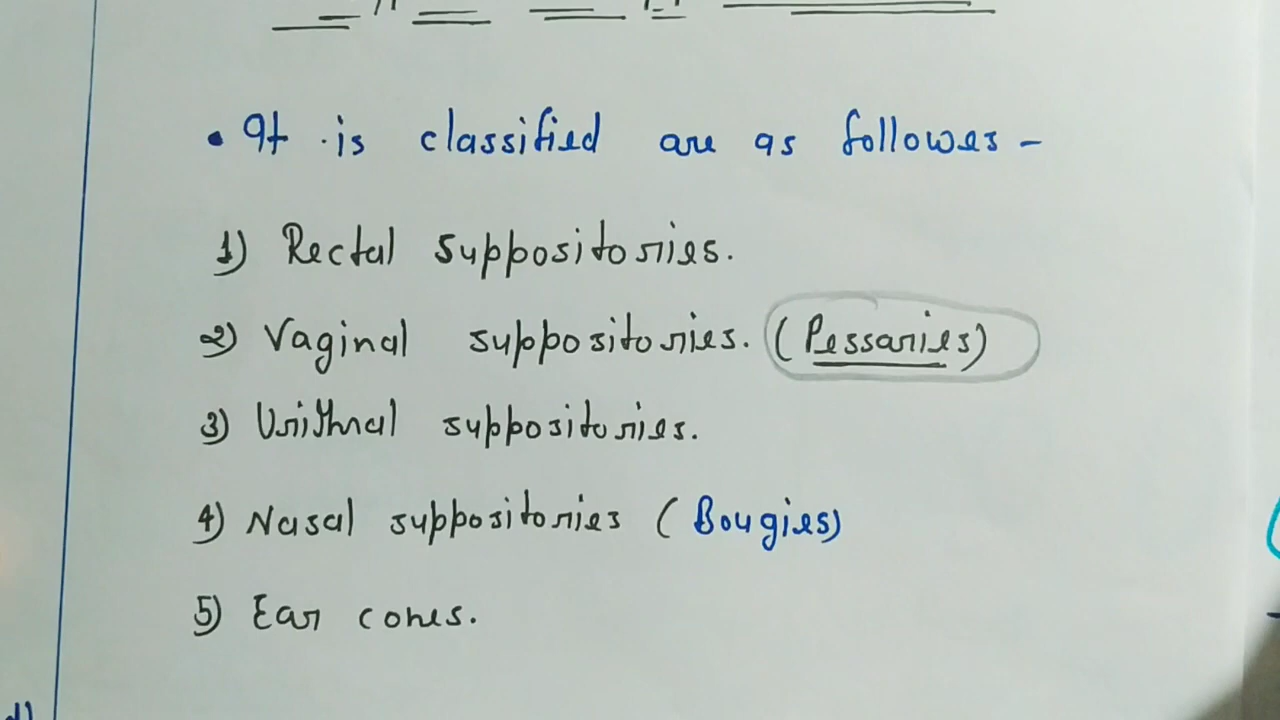 • It is classified are as followes -
1) Rectal suppositories.
2) Vaginal suppositories. (Pessaries)
3) Urithral suppositories.
4) Nasal suppositories (Bougies)
5) Ear cones.